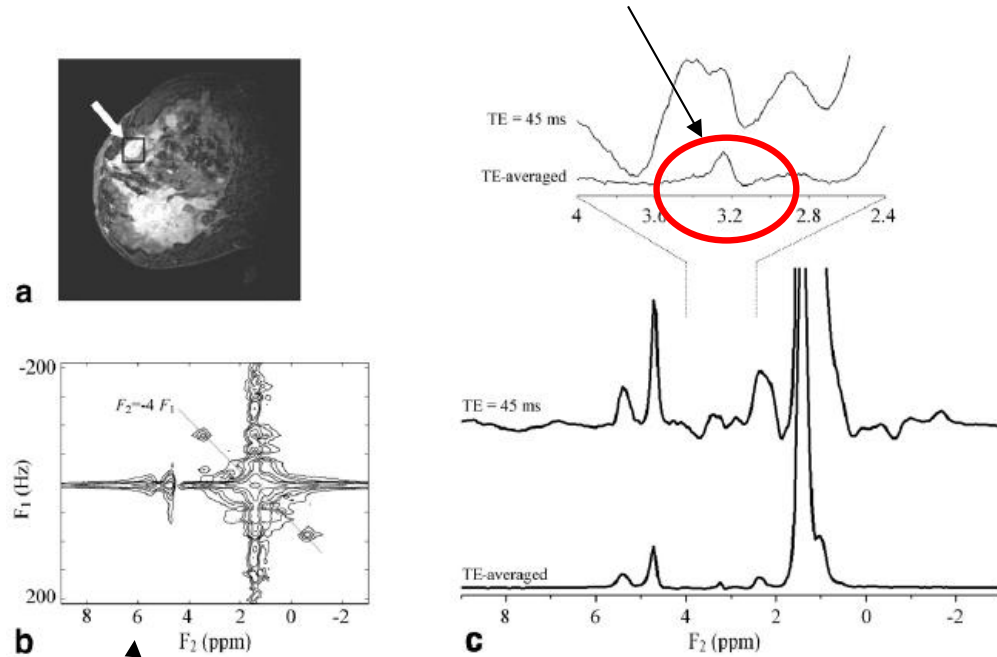 a
b
-200
F2=-4 F1
F1 (Hz)
200
8 6 4 2 0
F2 (ppm)
c
TE = 45 ms
TE-averaged
4 3.6 3.2 2.8 2.4
TE = 45 ms
TE-averaged
8 6 4 2 0 -2
F2 (ppm)